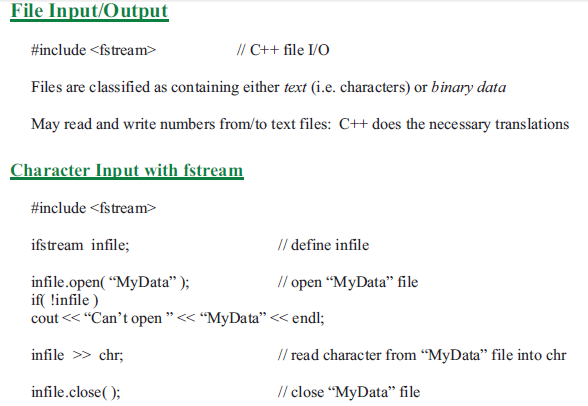 File Input/Output
#include <fstream> // C++ file I/O
Files are classified as containing either text (i.e. characters) or binary data
May read and write numbers from/to text files: C++ does the necessary translations
Character Input with fstream
#include <fstream>
ifstream infile; // define infile
infile.open( “MyData” ); // open “MyData” file
if( !infile )
cout << “Can’t open ” << “MyData” << endl;
infile >> chr; // read character from “MyData” file into chr
infile.close( ); // close “MyData” file